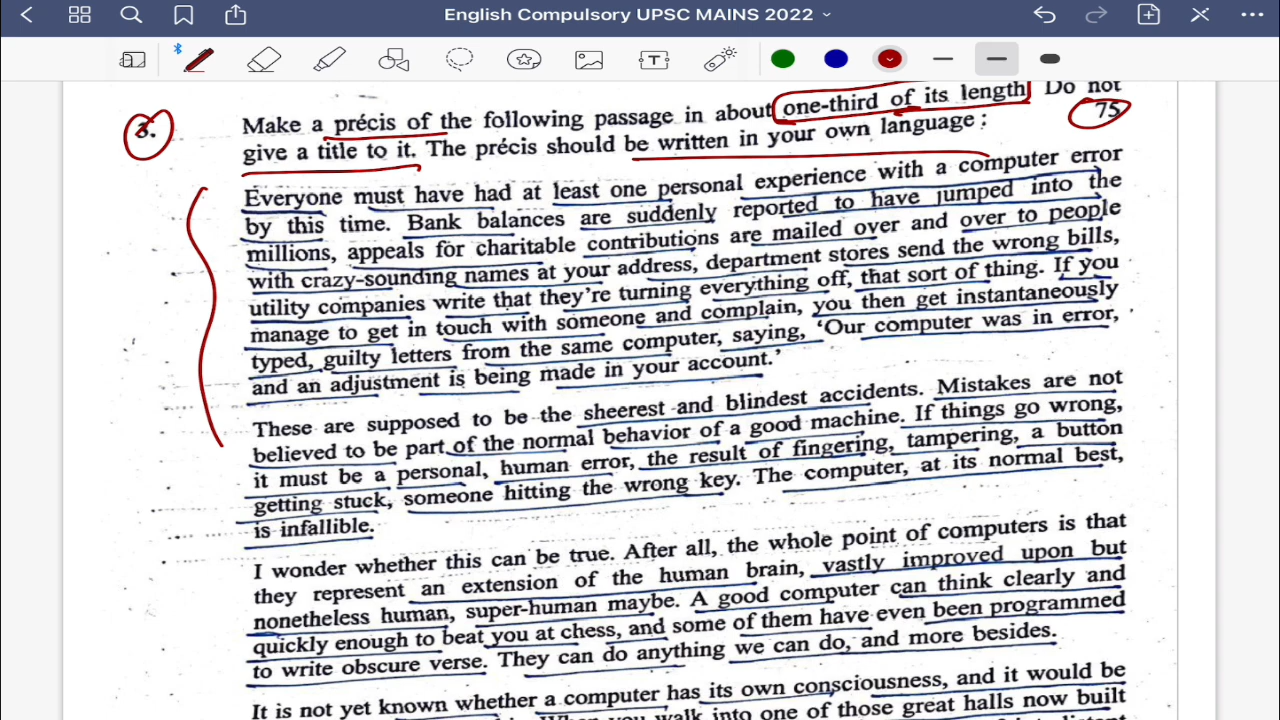 English Compulsory UPSC MAINS 2022
3.
Make a précis of the following passage in about one-third of its length. Do not
give a title to it. The précis should be written in your own language :
75
Everyone must have had at least one personal experience with a computer error
by this time. Bank balances are suddenly reported to have jumped into the
millions, appeals for charitable contributions are mailed over and over to people
with crazy-sounding names at your address, department stores send the wrong bills,
utility companies write that they're turning everything off, that sort of thing. If you
manage to get in touch with someone and complain, you then get instantaneously
typed, guilty letters from the same computer, saying, 'Our computer was in error,
and an adjustment is being made in your account.'
These are supposed to be the sheerest and blindest accidents. Mistakes are not
believed to be part of the normal behavior of a good machine. If things go wrong,
it must be a personal, human error, the result of fingering, tampering, a button
getting stuck, someone hitting the wrong key. The computer, at its normal best,
is infallible.
I wonder whether this can be true. After all, the whole point of computers is that
they represent an extension of the human brain, vastly improved upon but
nonetheless human, super-human maybe. A good computer can think clearly and
quickly enough to beat you at chess, and some of them have even been programmed
to write obscure verse. They can do anything we can do, and more besides.
It is not yet known whether a computer has its own consciousness, and it would be
When you walk into one of those great halls now built